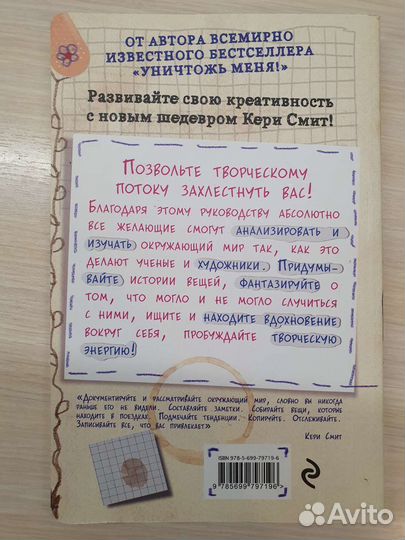 ОТ АВТОРА ВСЕМИРНО
ИЗВЕСТНОГО БЕСТСЕЛЛЕРА
«УНИЧТОЖЬ МЕНЯ!»
Развивайте свою креативность
с новым шедевром Кери Смит!
ПОЗВОЛЬТЕ ТВОРЧЕСКОМУ
ПОТОКУ ЗАХЛЕСТНУТЬ ВАС!
БЛАГОДАРЯ ЭТОМУ РУКОВОДСТВУ АБСОЛЮТНО
ВСЕ ЖЕЛАЮЩИЕ СМОГУТ АНАЛИЗИРОВАТЬ И
ИЗУЧАТЬ ОКРУЖАЮЩИЙ МИР ТАК, КАК ЭТО
ДЕЛАЮТ УЧЕНЫЕ И ХУДОЖНИКИ. ПРИДУМЫ-
ВАЙТЕ ИСТОРИИ ВЕЩЕЙ, ФАНТАЗИРУЙТЕ О
ТОМ, ЧТО МОГЛО И НЕ МОГЛО СЛУЧИТЬСЯ
С НИМИ, ИЩИТЕ И НАХОДИТЕ ВДОХНОВЕНИЕ
ВОКРУГ СЕБЯ, ПРОБУЖДАЙТЕ ТВОРЧЕСКУЮ
ЭНЕРГИЮ!
«ДОКУМЕНТИРУЙТЕ И РАССМАТРИВАЙТЕ ОКРУЖАЮЩИЙ МИР, СЛОВНО ВЫ НИКОГДА
РАНЬШЕ ЕГО НЕ ВИДЕЛИ. СОСТАВЛЯЙТЕ ЗАМЕТКИ. СОБИРАЙТЕ ВЕЩИ, КОТОРЫЕ
НАХОДИТЕ В ПОЕЗДКАХ. ПОДМЕЧАЙТЕ ТЕНДЕНЦИИ. КОПИРУЙТЕ. ОТСЛЕЖИВАЙТЕ.
ЗАПИСЫВАЙТЕ ВСЕ, ЧТО ВАС ПРИВЛЕКАЕТ»
КЕРИ СМИТ
ISBN 978-5-699-79719-6
9 785699 797196 >
Avito